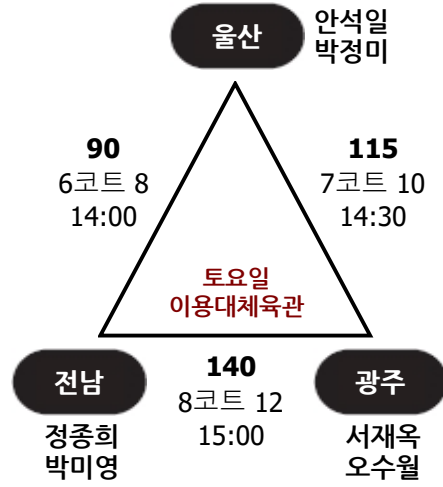 울산
안석일
박정미
90
6코트 8
14:00
115
7코트 10
14:30
토요일
이용대체육관
전남
정종희
박미영
140
8코트 12
15:00
광주
서재옥
오수월